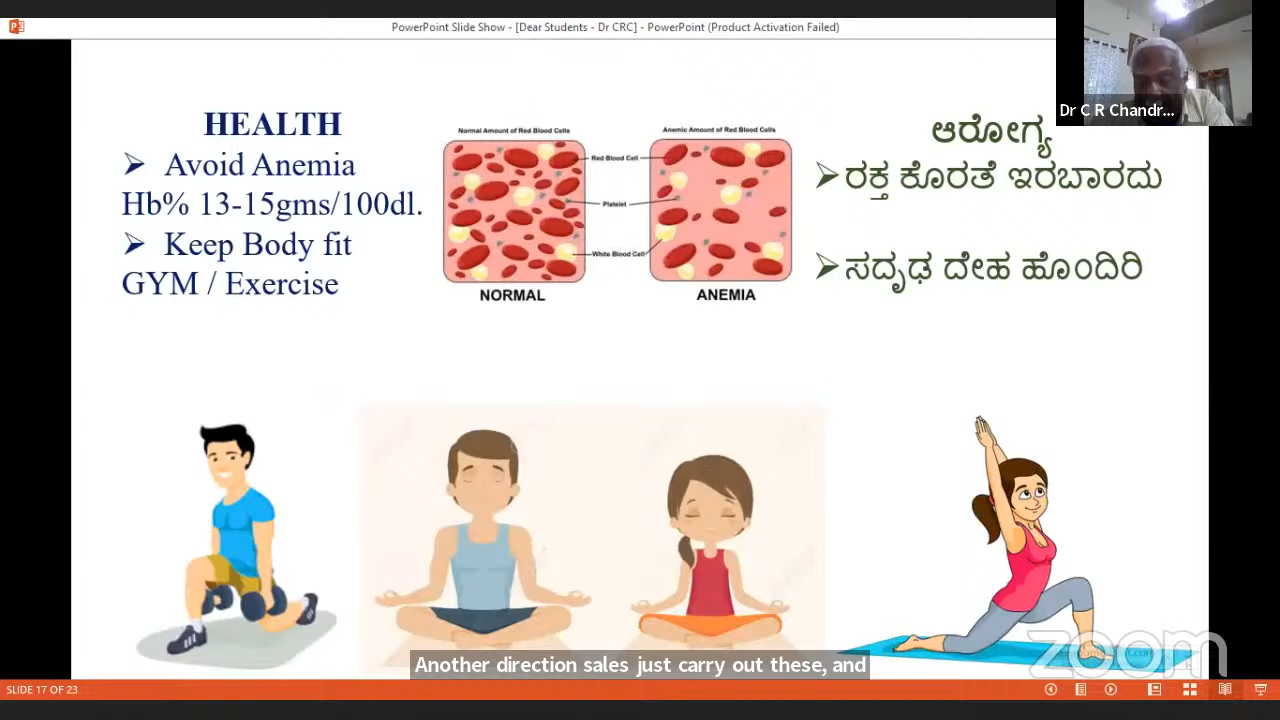 PowerPoint Slide Show - [Dear Students - Dr CRC] - PowerPoint (Product Activation Failed)
Dr C R Chandr...
HEALTH
➢ Avoid Anemia
Hb% 13-15gms/100dl.
➢ Keep Body fit
GYM / Exercise
Normal Amount of Red Blood Cells
Anemic Amount of Red Blood Cells
Red Blood Cell
Platelet
White Blood Cell
NORMAL
ANEMIA
ಆರೋಗ್ಯ
➢ರಕ್ತ ಕೊರತೆ ಇರಬಾರದು
➢ಸದೃಢ ದೇಹ ಹೊಂದಿರಿ
Another direction sales just carry out these, and
zoom
SLIDE 17 OF 23